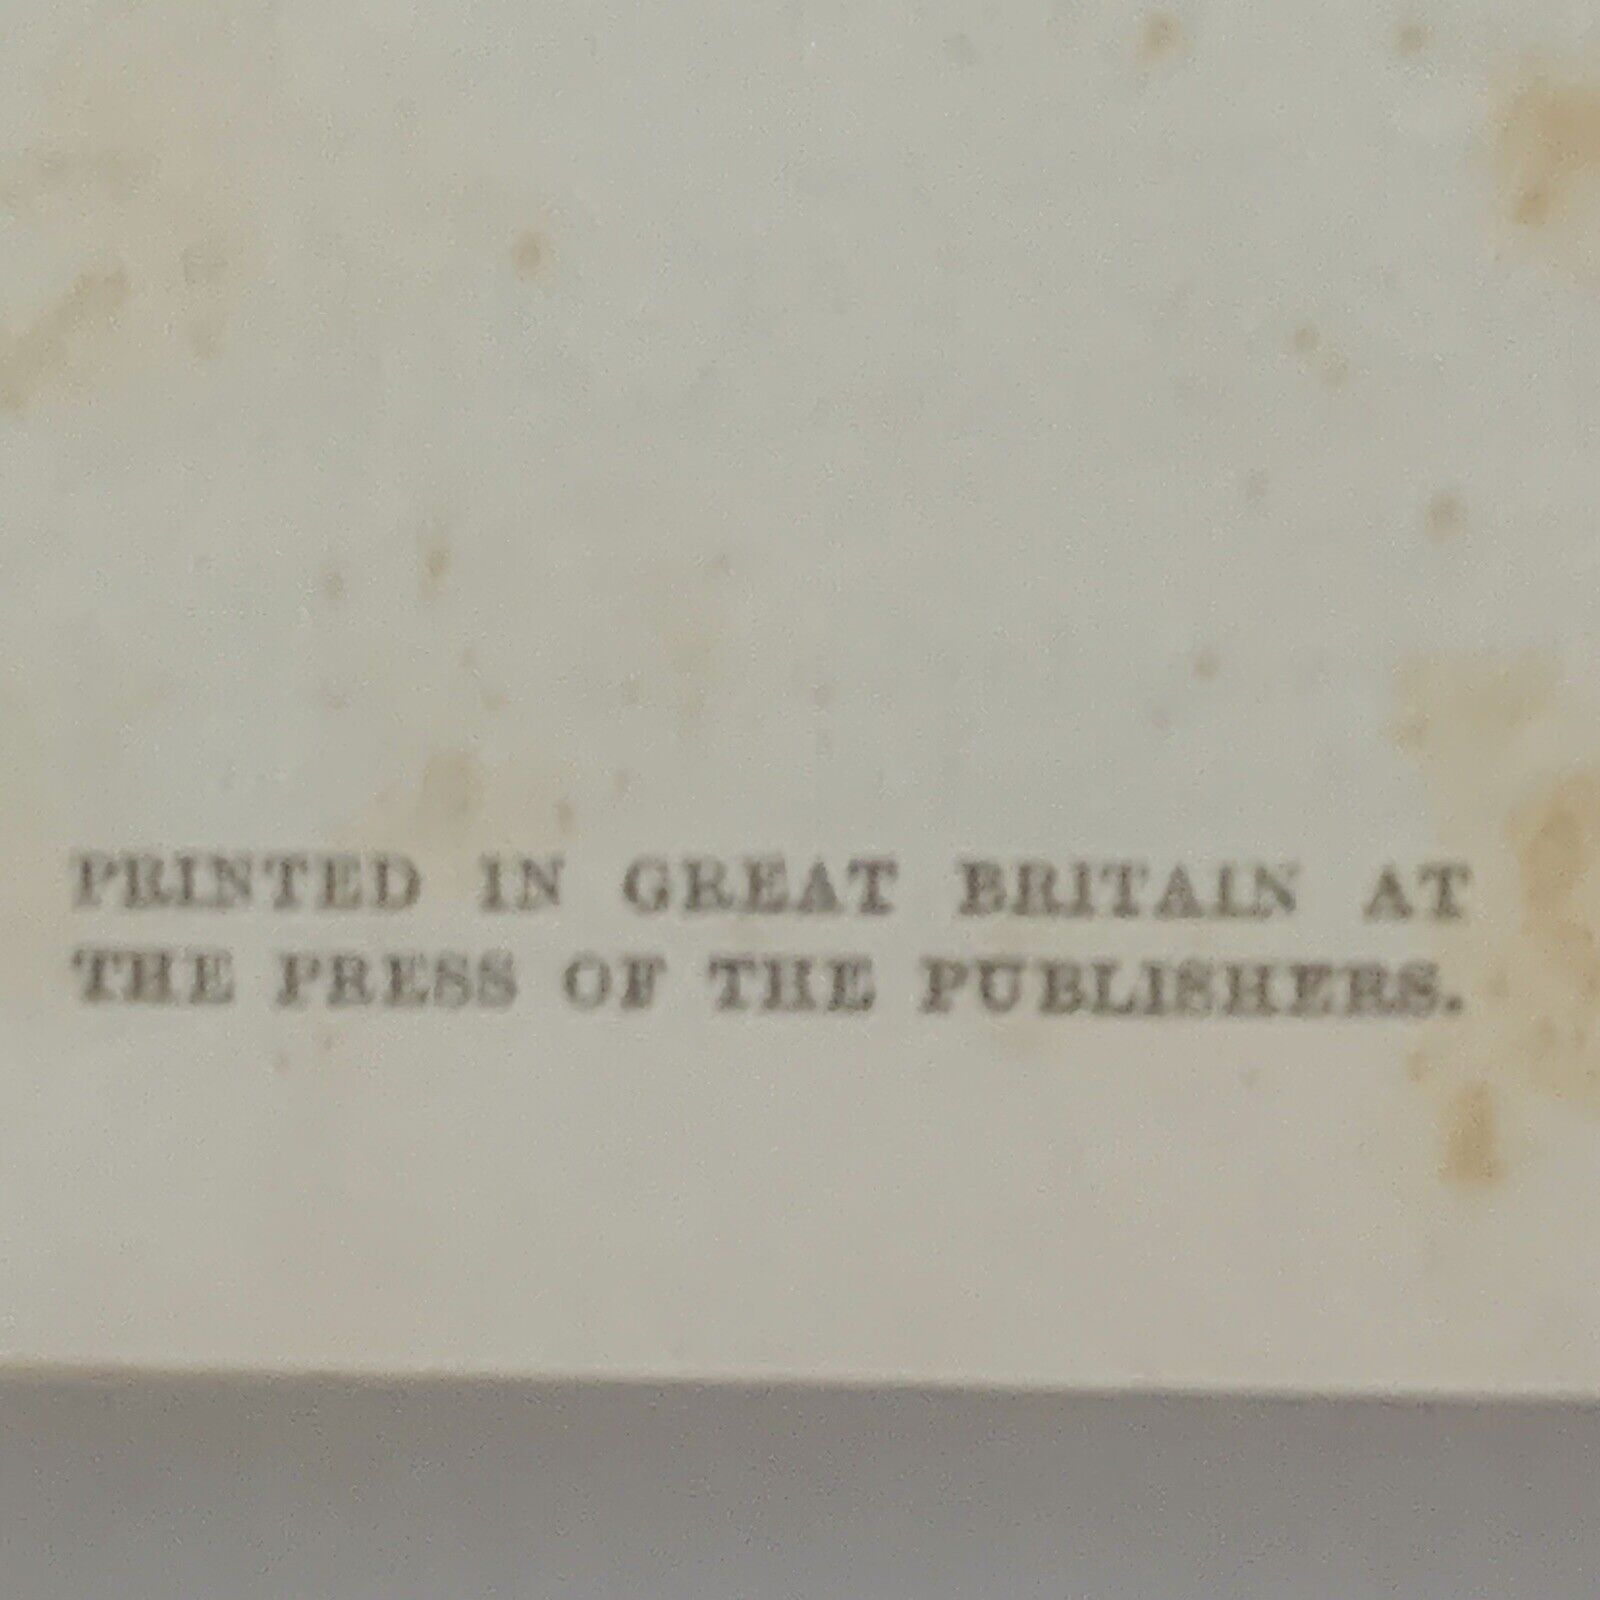 PRINTED IN GREAT BRITAIN AT
THE PRESS OF THE PUBLISHERS.